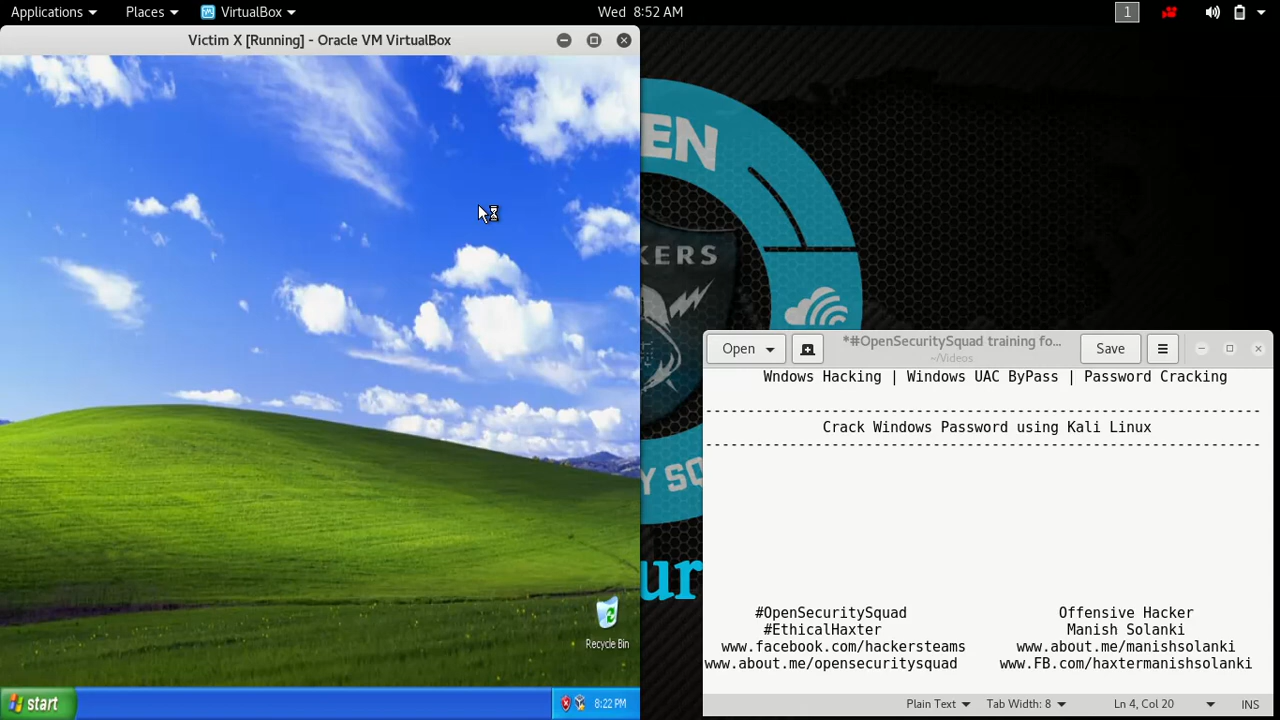 Applications
Places
VirtualBox
Wed 8:52 AM
1
Victim X [Running] - Oracle VM VirtualBox
EN
KERS
Y SQ
ur
Recycle Bin
start
8:22 PM
Open
*#OpenSecuritySquad training fo...
~/Videos
Save
Wndows Hacking | Windows UAC ByPass | Password Cracking
------------------------------------------------------------------
Crack Windows Password using Kali Linux
------------------------------------------------------------------
#OpenSecuritySquad Offensive Hacker
#EthicalHaxter Manish Solanki
www.facebook.com/hackersteams www.about.me/manishsolanki
www.about.me/opensecuritysquad www.FB.com/haxtermanishsolanki
Plain Text
Tab Width: 8
Ln 4, Col 20
INS